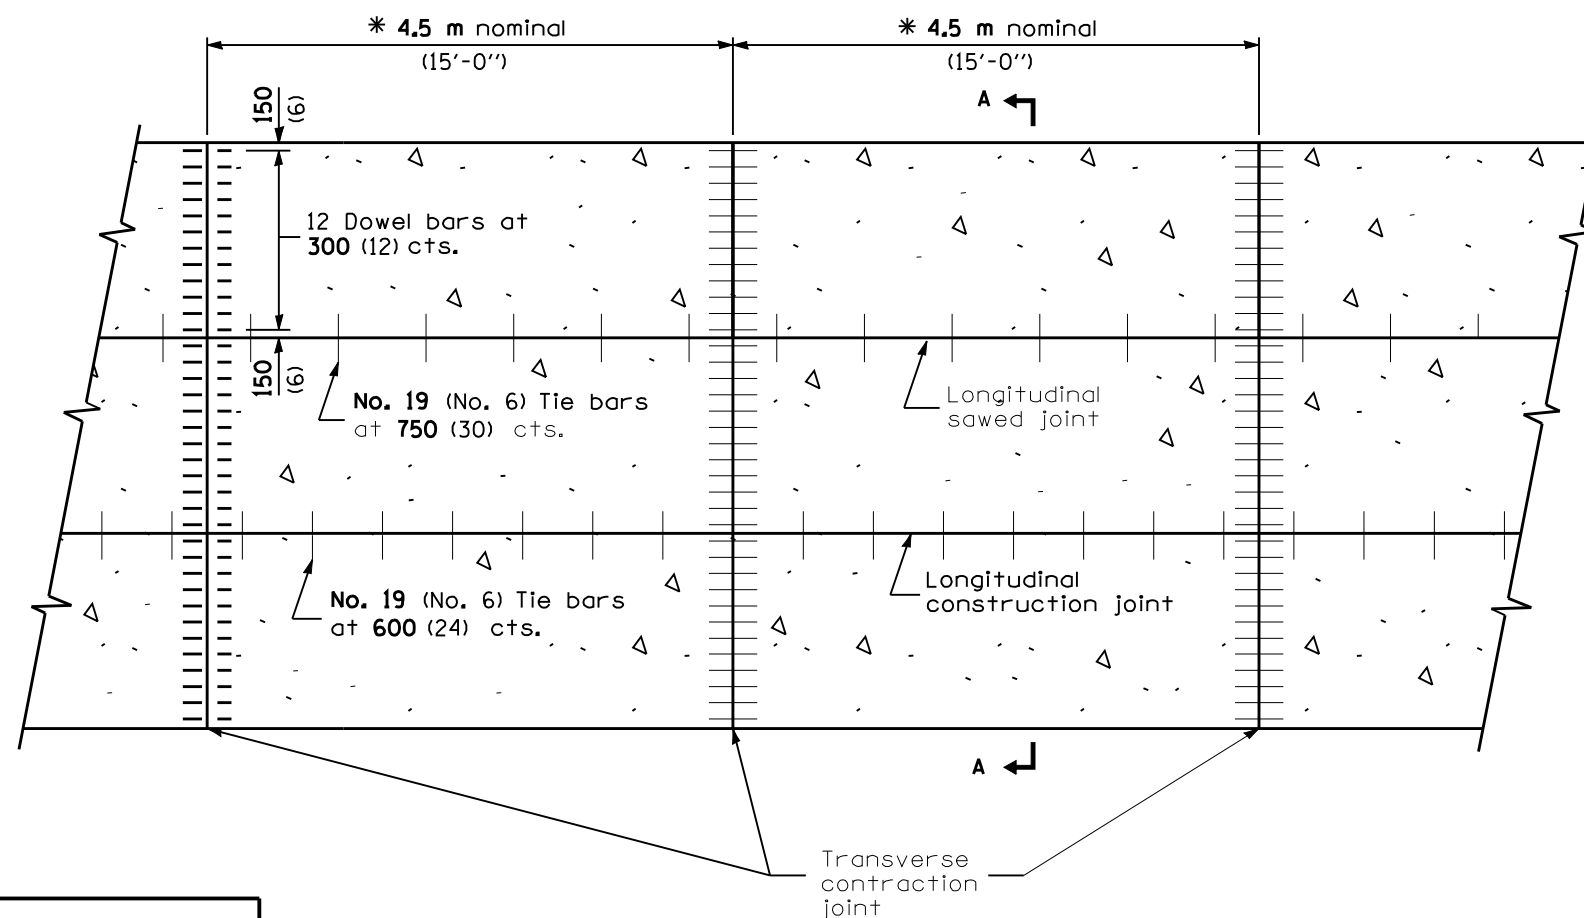 ✳ 4.5 m nominal
(15'-0'')
✳ 4.5 m nominal
(15'-0'')
150
(6)
A
12 Dowel bars at
300 (12) cts.
150
(6)
No. 19 (No. 6) Tie bars
at 750 (30) cts.
Longitudinal
sawed joint
No. 19 (No. 6) Tie bars
at 600 (24) cts.
Longitudinal
construction joint
A
Transverse
contraction
joint